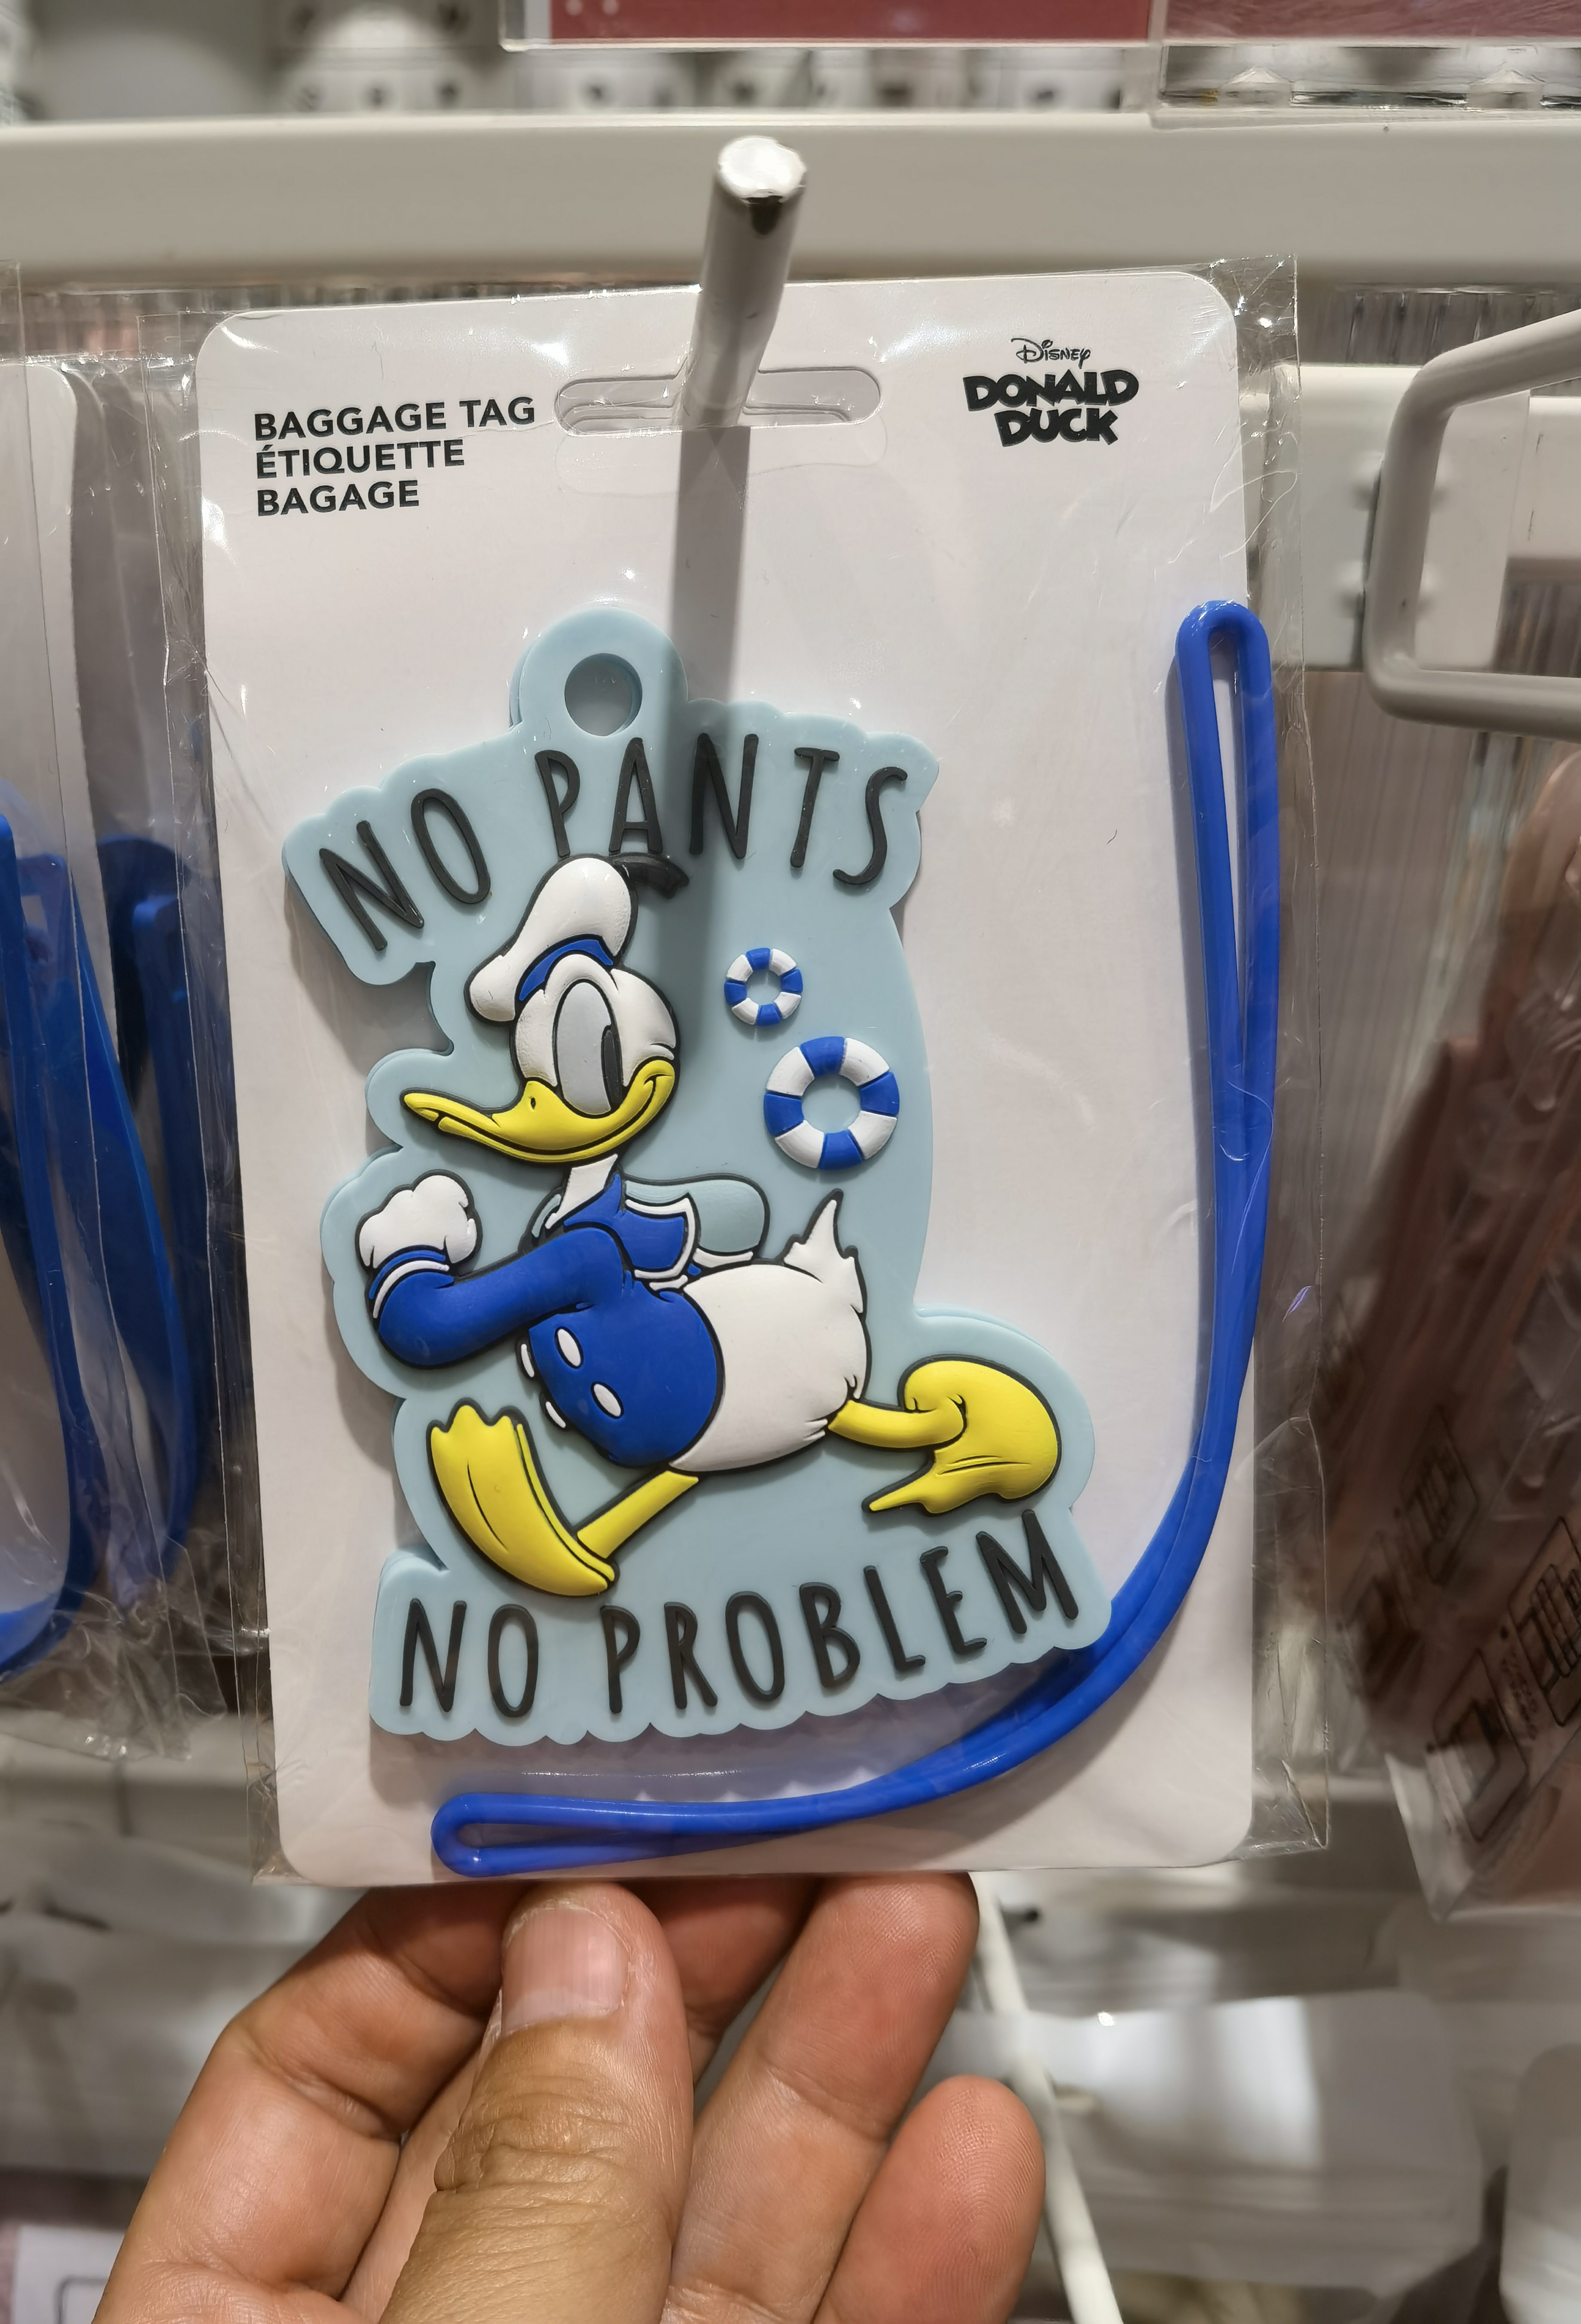 BAGGAGE TAG
ÉTIQUETTE
BAGAGE
Disney
DONALD
DUCK
NO PANTS
NO PROBLEM